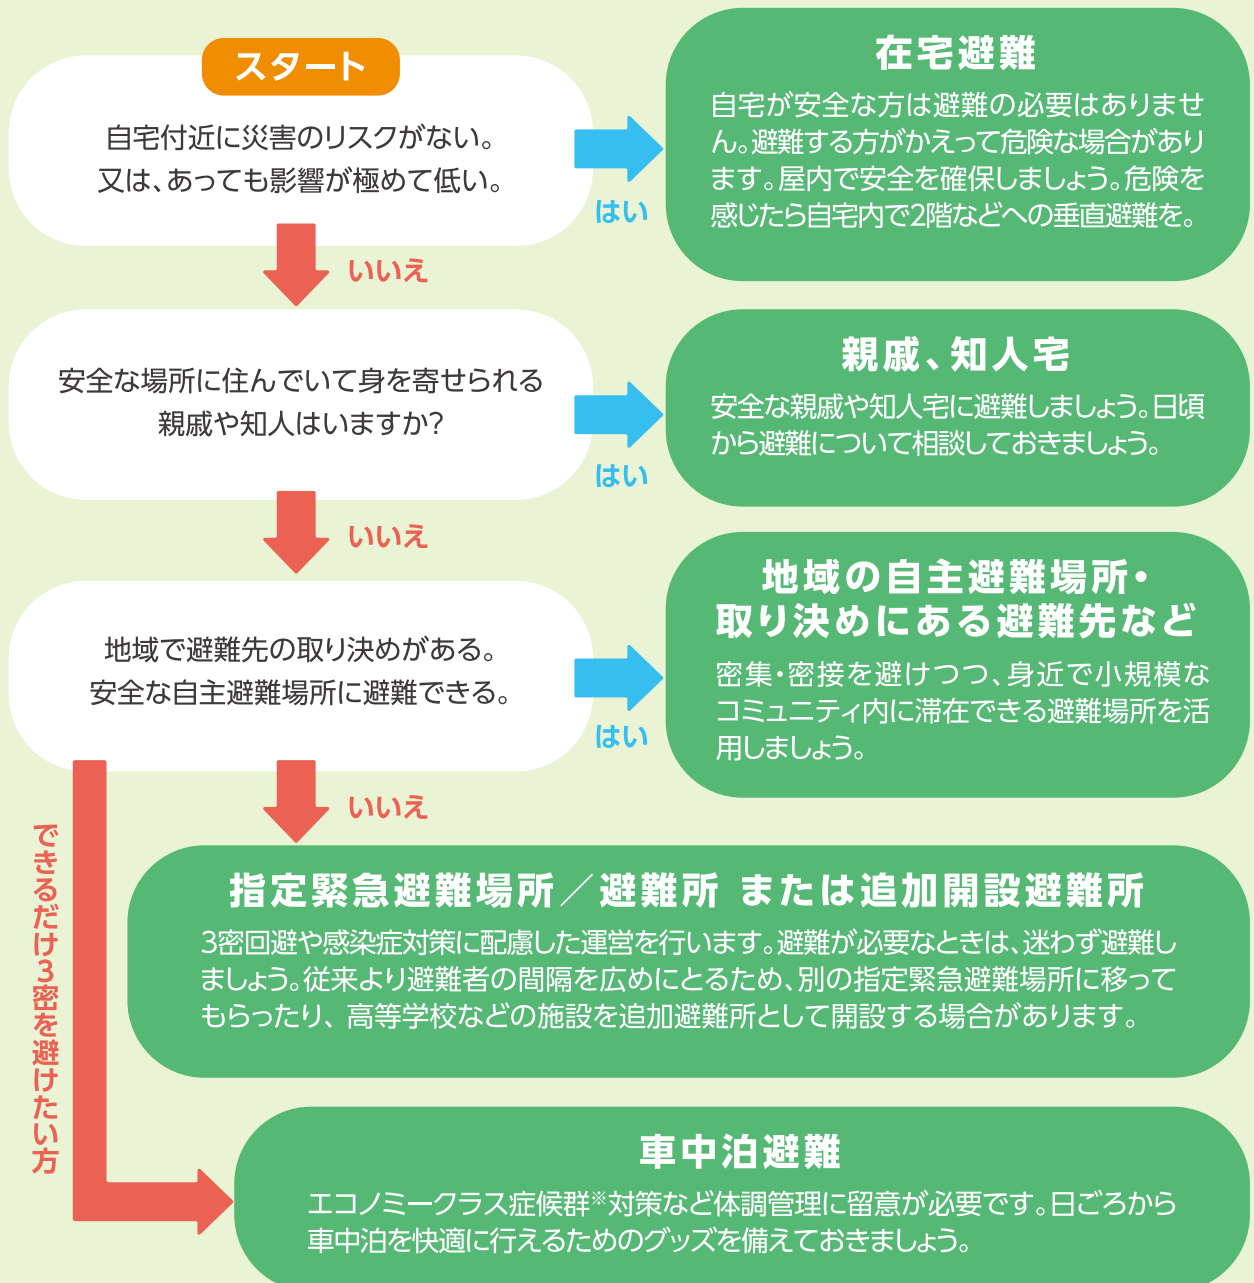 スタート
自宅付近に災害のリスクがない。
又は、あっても影響が極めて低い。
はい
在宅避難
自宅が安全な方は避難の必要はありませ
ん。避難する方がかえって危険な場合があり
ます。屋内で安全を確保しましょう。危険を
感じたら自宅内で2階などへの垂直避難を。
いいえ
安全な場所に住んでいて身を寄せられる
親戚や知人はいますか?
はい
親戚、知人宅
安全な親戚や知人宅に避難しましょう。日頃
から避難について相談しておきましょう。
いいえ
地域で避難先の取り決めがある。
安全な自主避難場所に避難できる。
はい
地域の自主避難場所・
取り決めにある避難先など
密集・密接を避けつつ、身近で小規模な
コミュニティ内に滞在できる避難場所を活
用しましょう。
いいえ
指定緊急避難場所／避難所 または追加開設避難所
3密回避や感染症対策に配慮した運営を行います。避難が必要なときは、迷わず避難し
ましょう。従来より避難者の間隔を広めにとるため、別の指定緊急避難場所に移って
もらったり、高等学校などの施設を追加避難所として開設する場合があります。
できるだけ3密を避けたい方
車中泊避難
エコノミークラス症候群※対策など体調管理に留意が必要です。日ごろから
車中泊を快適に行えるためのグッズを備えておきましょう。